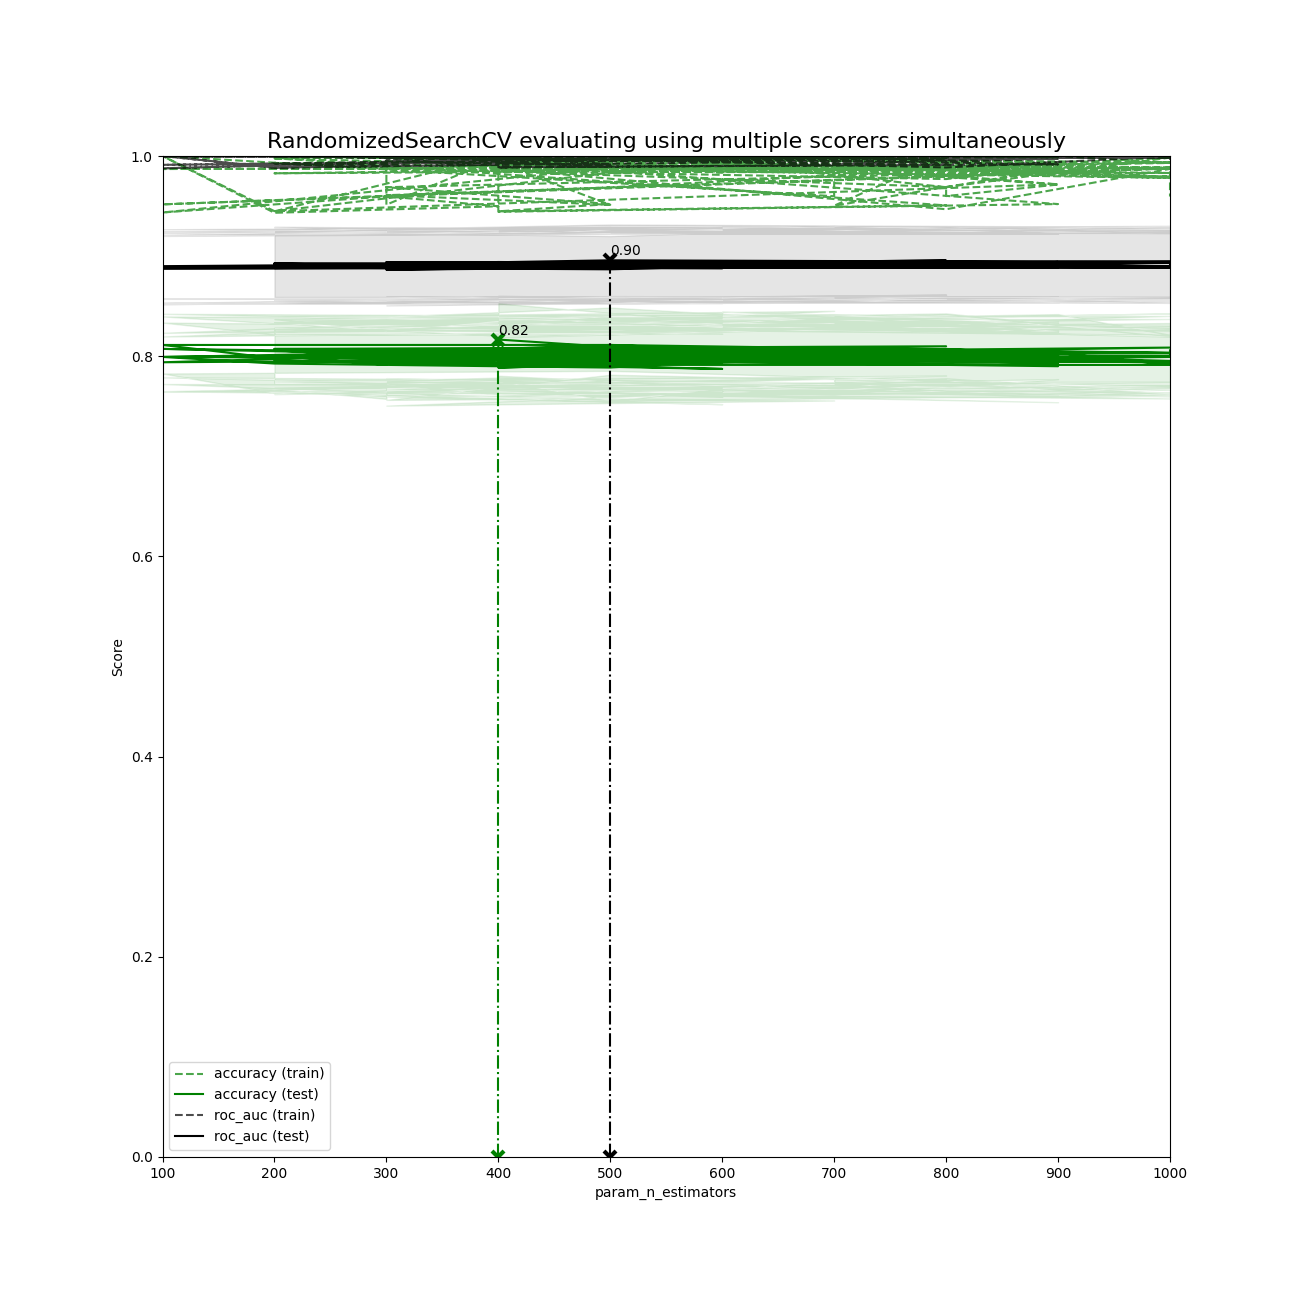 RandomizedSearchCV evaluating using multiple scorers simultaneously
1.0
0.90
0.82
0.8
0.6
Score
0.4
0.2
0.0
accuracy (train)
accuracy (test)
roc_auc (train)
roc_auc (test)
100 200 300 400 500 600 700 800 900 1000
param_n_estimators